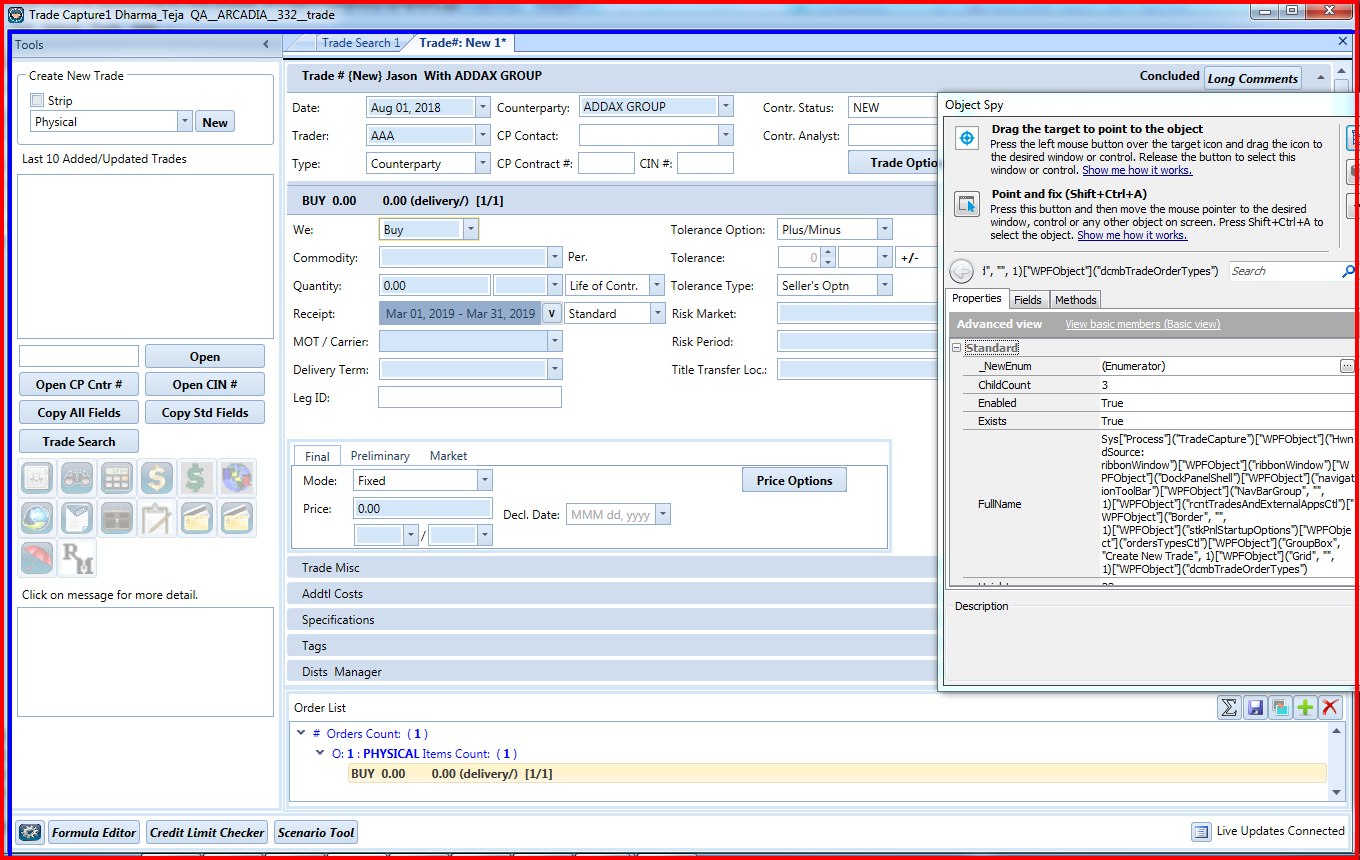 Trade Capture1 Dharma_Teja QA__ARCADIA__332__trade
Tools
Create New Trade
Strip
Physical
New
Last 10 Added/Updated Trades
Open
Open CP Cntr #
Open CIN #
Copy All Fields
Copy Std Fields
Trade Search
RM
Click on message for more detail.
Trade Search 1
Trade#: New 1*
Trade # {New} Jason With ADDAX GROUP
Concluded
Long Comments
Date:
Aug 01, 2018
Counterparty:
ADDAX GROUP
Contr. Status:
NEW
Trader:
AAA
CP Contact:
Contr. Analyst:
Type:
Counterparty
CP Contract #:
CIN #:
Trade Optio
BUY 0.00 0.00 (delivery/) [1/1]
We:
Buy
Tolerance Option:
Plus/Minus
Commodity:
Per.
Tolerance:
0
+/-
Quantity:
0.00
Life of Contr.
Tolerance Type:
Seller's Optn
Receipt:
Mar 01, 2019 - Mar 31, 2019
v
Standard
Risk Market:
MOT / Carrier:
Risk Period:
Delivery Term:
Title Transfer Loc.:
Leg ID:
Final
Preliminary
Market
Mode:
Fixed
Price Options
Price:
0.00
Decl. Date:
MMM dd, yyyy
/
Trade Misc
Addtl Costs
Specifications
Tags
Dists Manager
Order List
# Orders Count: ( 1 )
O: 1 : PHYSICAL Items Count: ( 1 )
BUY 0.00 0.00 (delivery/) [1/1]
Object Spy
Drag the target to point to the object
Press the left mouse button over the target icon and drag the icon to
the desired window or control. Release the button to select this
window or control. Show me how it works.
Point and fix (Shift+Ctrl+A)
Press this button and then move the mouse pointer to the desired
window, control or any other object on screen. Press Shift+Ctrl+A to
select the object. Show me how it works.
", "", 1)["WPFObject"]("dcmbTradeOrderTypes")
Search
Properties
Fields
Methods
Advanced view
View basic members (Basic view)
Standard
_NewEnum
(Enumerator)
...
ChildCount
3
Enabled
True
Exists
True
FullName
Sys["Process"]("TradeCapture")["WPFObject"]("Hwn
dSource:
ribbonWindow")["WPFObject"]("ribbonWindow")["W
PFObject"]("DockPanelShell")["WPFObject"]("navigat
ionToolBar")["WPFObject"]("NavBarGroup", "",
1)["WPFObject"]("rcntTradesAndExternalAppsCtl")["
WPFObject"]("Border", "",
1)["WPFObject"]("stkPnlStartupOptions")["WPFObje
ct"]("ordersTypesCtl")["WPFObject"]("GroupBox",
"Create New Trade", 1)["WPFObject"]("Grid", "",
1)["WPFObject"]("dcmbTradeOrderTypes")
Description
Formula Editor
Credit Limit Checker
Scenario Tool
Live Updates Connected